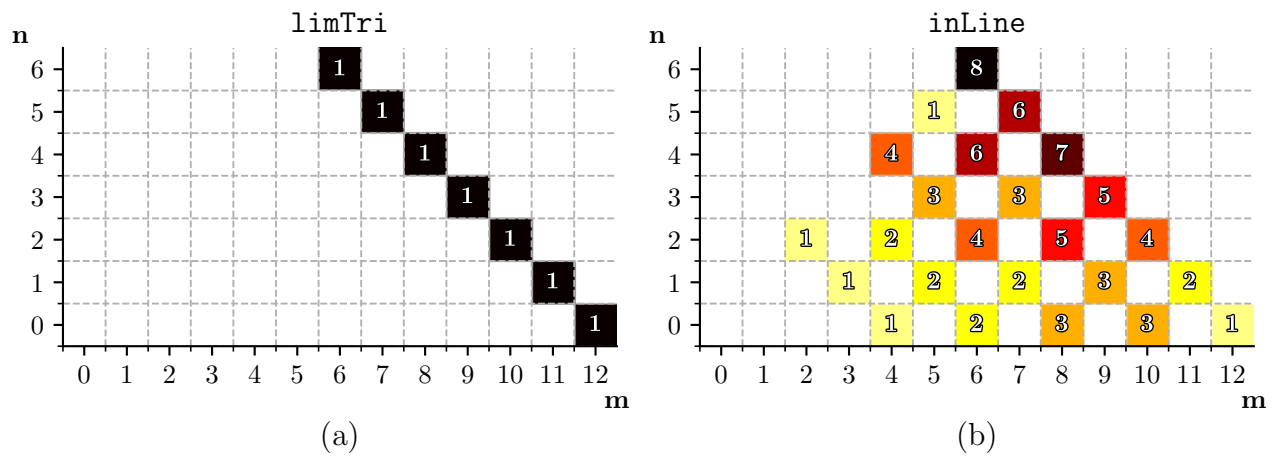 limTri
n
6 1
5 1
4 1
3 1
2 1
1 1
0 1
0 1 2 3 4 5 6 7 8 9 10 11 12
m
(a)
inLine
n
6 8
5 1 6
4 4 6 7
3 3 3 5
2 1 2 4 5 4
1 1 2 2 3 2
0 1 2 3 3 1
0 1 2 3 4 5 6 7 8 9 10 11 12
m
(b)